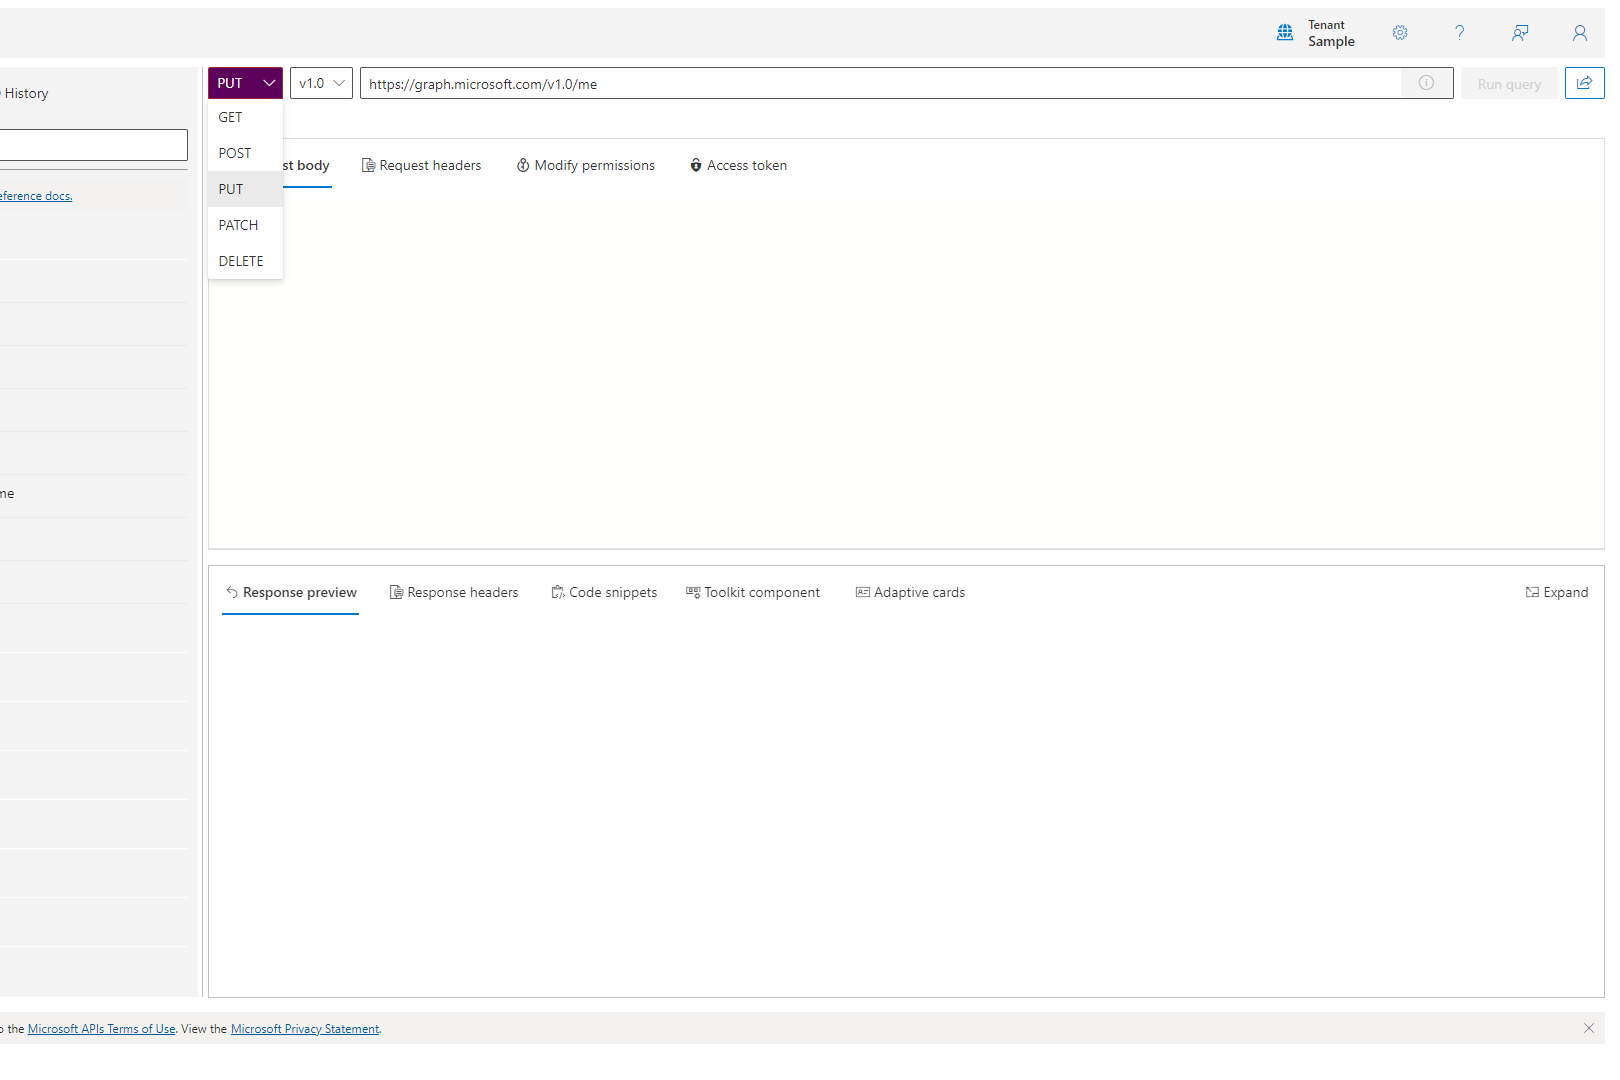 Tenant
Sample
History
PUT
v1.0
https://graph.microsoft.com/v1.0/me
Run query
GET
POST
PUT
PATCH
DELETE
st body
Request headers
Modify permissions
Access token
eference docs.
me
Response preview
Response headers
Code snippets
Toolkit component
Adaptive cards
Expand
o the Microsoft APIs Terms of Use. View the Microsoft Privacy Statement.